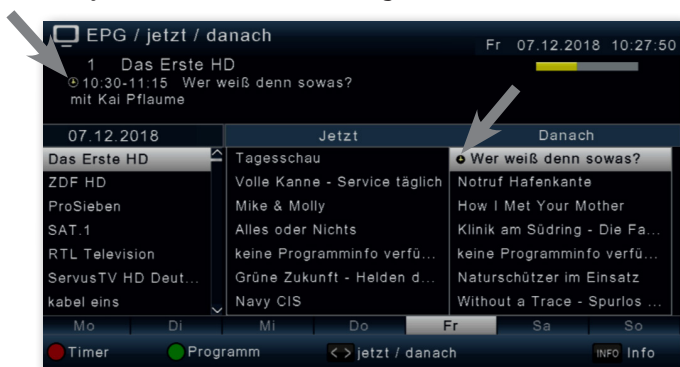 EPG / jetzt / danach
Fr 07.12.2018 10:27:50
1 Das Erste HD
10:30-11:15 Wer weiß denn sowas?
mit Kai Pflaume
07.12.2018 Jetzt Danach
Das Erste HD Tagesschau Wer weiß denn sowas?
ZDF HD Volle Kanne - Service täglich Notruf Hafenkante
ProSieben Mike & Molly How I Met Your Mother
SAT.1 Alles oder Nichts Klinik am Südring - Die Fa...
RTL Television keine Programminfo verfü... keine Programminfo verfü...
ServusTV HD Deut... Grüne Zukunft - Helden d... Naturschützer im Einsatz
kabel eins Navy CIS Without a Trace - Spurlos ...
Mo Di Mi Do Fr Sa So
Timer Programm < > jetzt / danach INFO Info